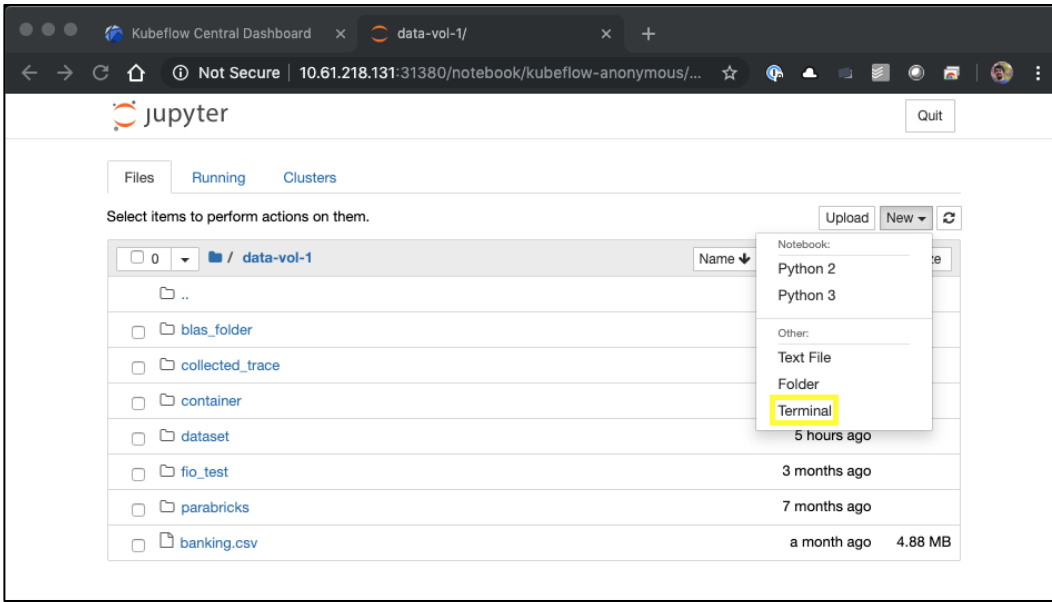 Kubeflow Central Dashboard
data-vol-1/
Not Secure | 10.61.218.131:31380/notebook/kubeflow-anonymous/...
jupyter
Quit
Files Running Clusters
Select items to perform actions on them.
Upload New
0 / data-vol-1 Name
Notebook:
Python 2
Python 3
Other:
Text File
Folder
Terminal
..
blas_folder
collected_trace
container
dataset 5 hours ago
fio_test 3 months ago
parabricks 7 months ago
banking.csv a month ago 4.88 MB